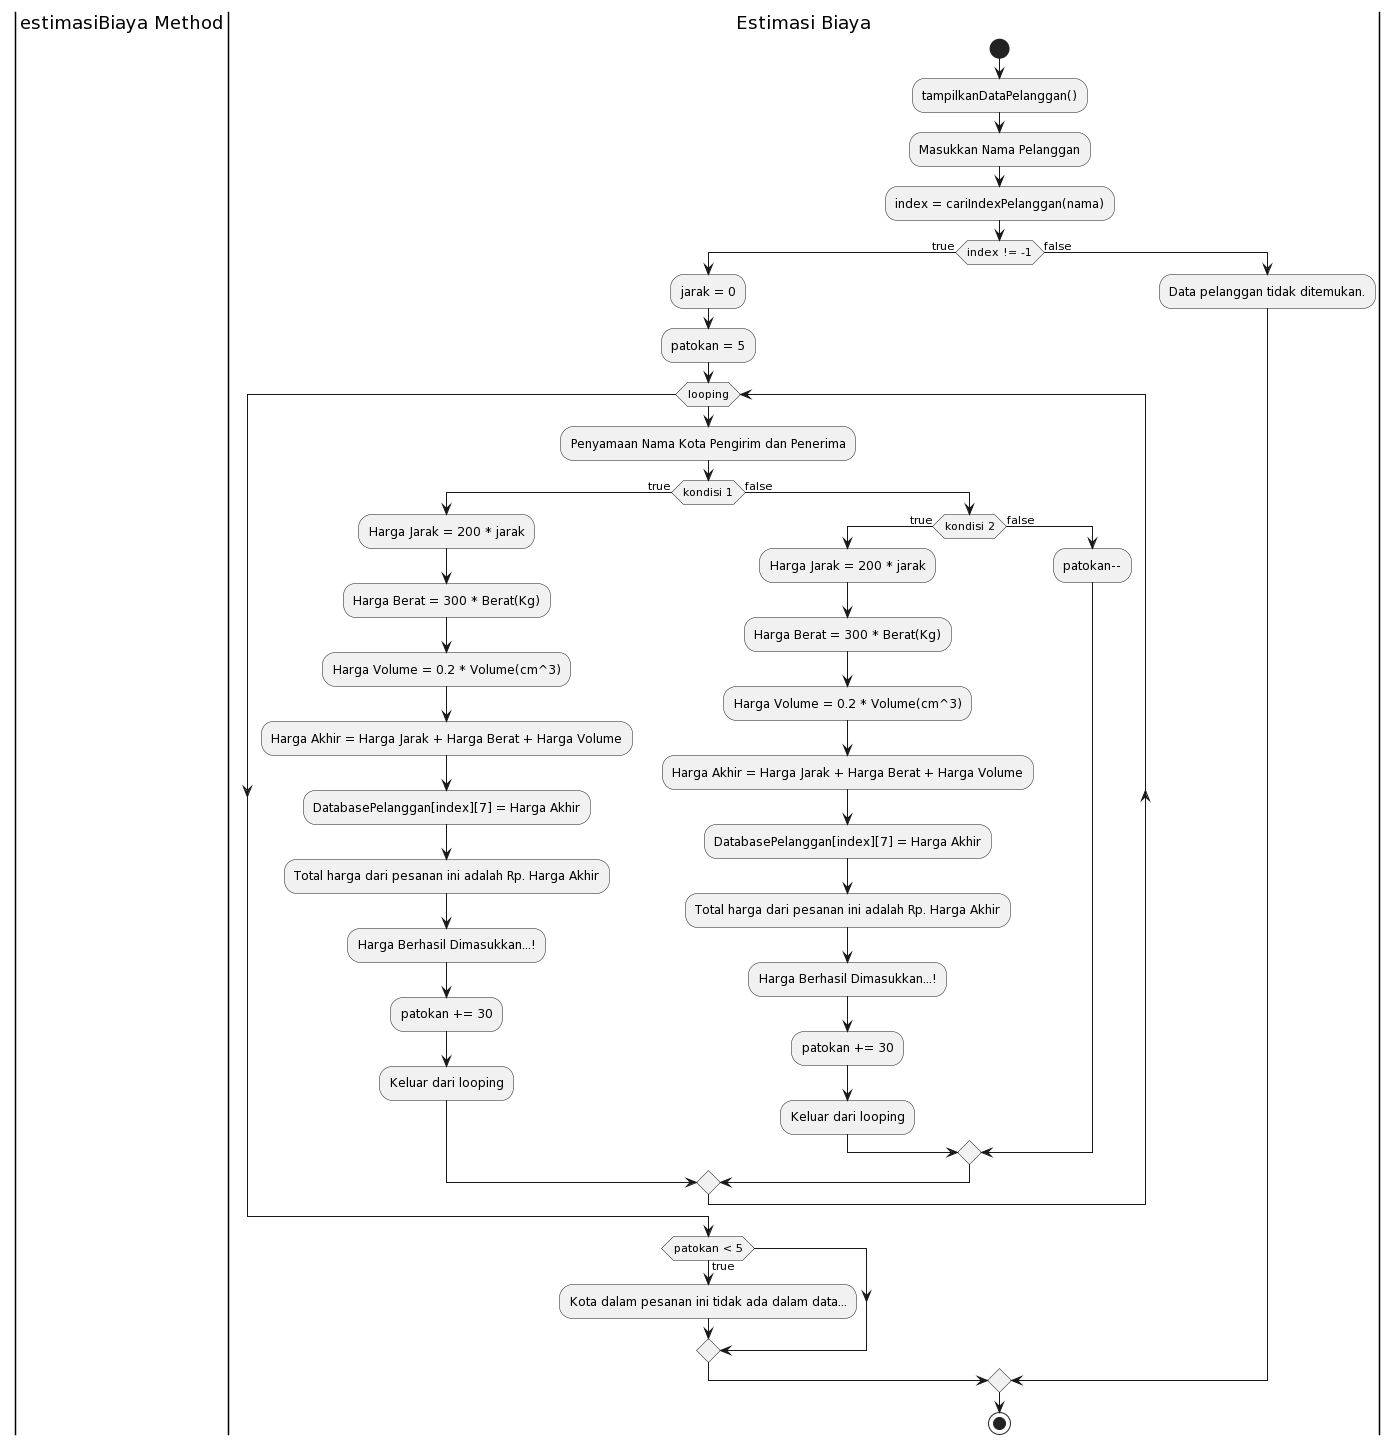 estimasiBiaya Method
Estimasi Biaya
tampilkanDataPelanggan()
Masukkan Nama Pelanggan
index = cariIndexPelanggan(nama)
true
index != -1
false
jarak = 0
Data pelanggan tidak ditemukan.
patokan = 5
looping
Penyamaan Nama Kota Pengirim dan Penerima
true
kondisi 1
false
Harga Jarak = 200 * jarak
Harga Berat = 300 * Berat(Kg)
Harga Volume = 0.2 * Volume(cm^3)
Harga Akhir = Harga Jarak + Harga Berat + Harga Volume
DatabasePelanggan[index][7] = Harga Akhir
Total harga dari pesanan ini adalah Rp. Harga Akhir
Harga Berhasil Dimasukkan...!
patokan += 30
Keluar dari looping
true
kondisi 2
false
Harga Jarak = 200 * jarak
Harga Berat = 300 * Berat(Kg)
Harga Volume = 0.2 * Volume(cm^3)
Harga Akhir = Harga Jarak + Harga Berat + Harga Volume
DatabasePelanggan[index][7] = Harga Akhir
Total harga dari pesanan ini adalah Rp. Harga Akhir
Harga Berhasil Dimasukkan...!
patokan += 30
Keluar dari looping
patokan--
patokan < 5
true
Kota dalam pesanan ini tidak ada dalam data...